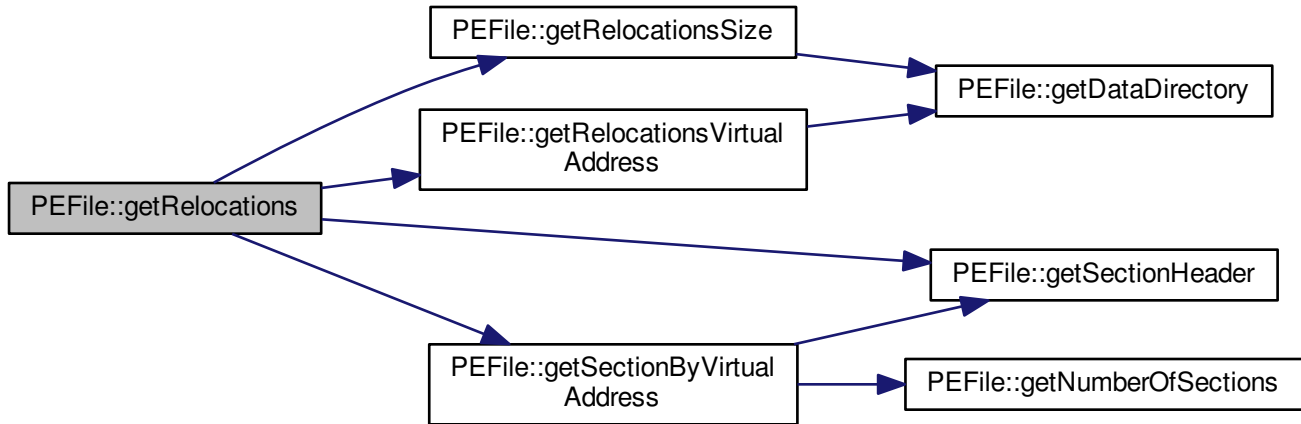 PEFile::getRelocationsSize
PEFile::getDataDirectory
PEFile::getRelocationsVirtual
Address
PEFile::getRelocations
PEFile::getSectionHeader
PEFile::getSectionByVirtual
Address
PEFile::getNumberOfSections